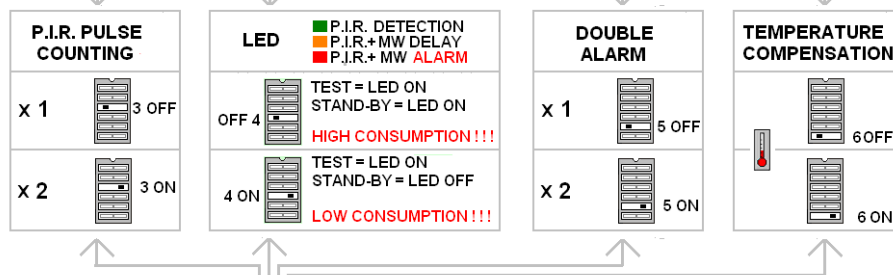 P.I.R. PULSE
COUNTING
x 1
3 OFF
x 2
3 ON
LED
P.I.R. DETECTION
P.I.R.+ MW DELAY
P.I.R.+ MW ALARM
OFF 4
TEST = LED ON
STAND-BY = LED ON
HIGH CONSUMPTION !!!
4 ON
TEST = LED ON
STAND-BY = LED OFF
LOW CONSUMPTION !!!
DOUBLE
ALARM
x 1
5 OFF
x 2
5 ON
TEMPERATURE
COMPENSATION
6 OFF
6 ON